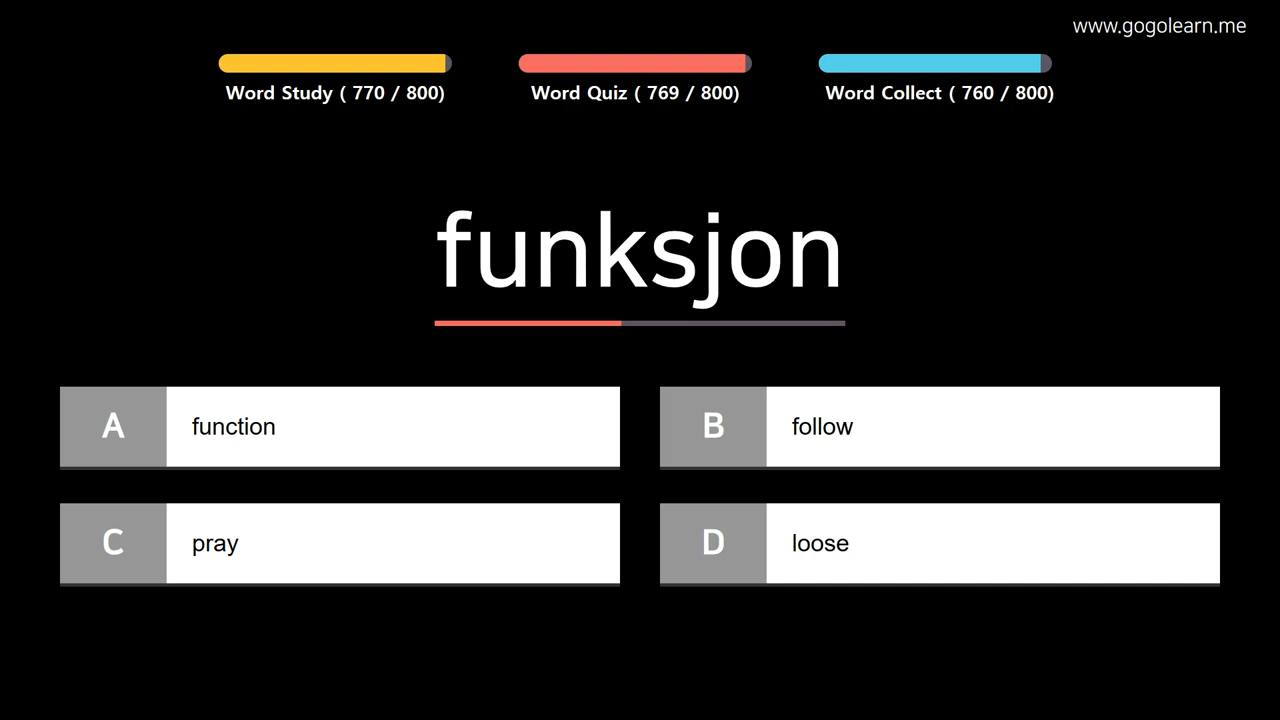 www.gogolearn.me
Word Study ( 770 / 800)
Word Quiz ( 769 / 800)
Word Collect ( 760 / 800)
funksjon
A function
B follow
C pray
D loose